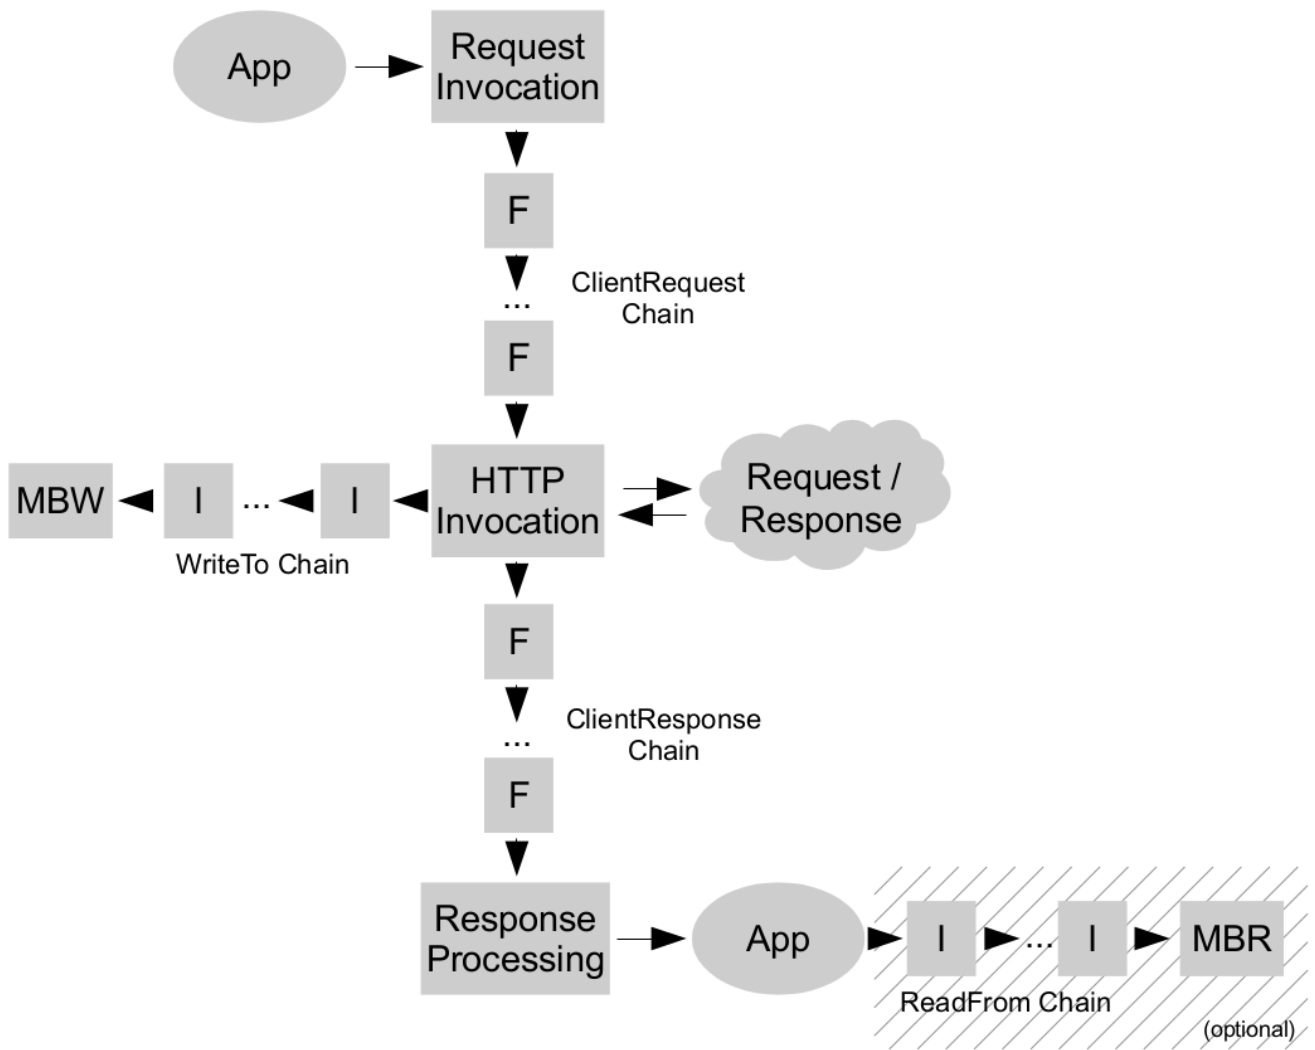 App
Request
Invocation
F
...
ClientRequest
Chain
F
MBW
I
...
I
HTTP
Invocation
Request /
Response
WriteTo Chain
F
...
ClientResponse
Chain
F
Response
Processing
App
I
...
I
MBR
ReadFrom Chain
(optional)